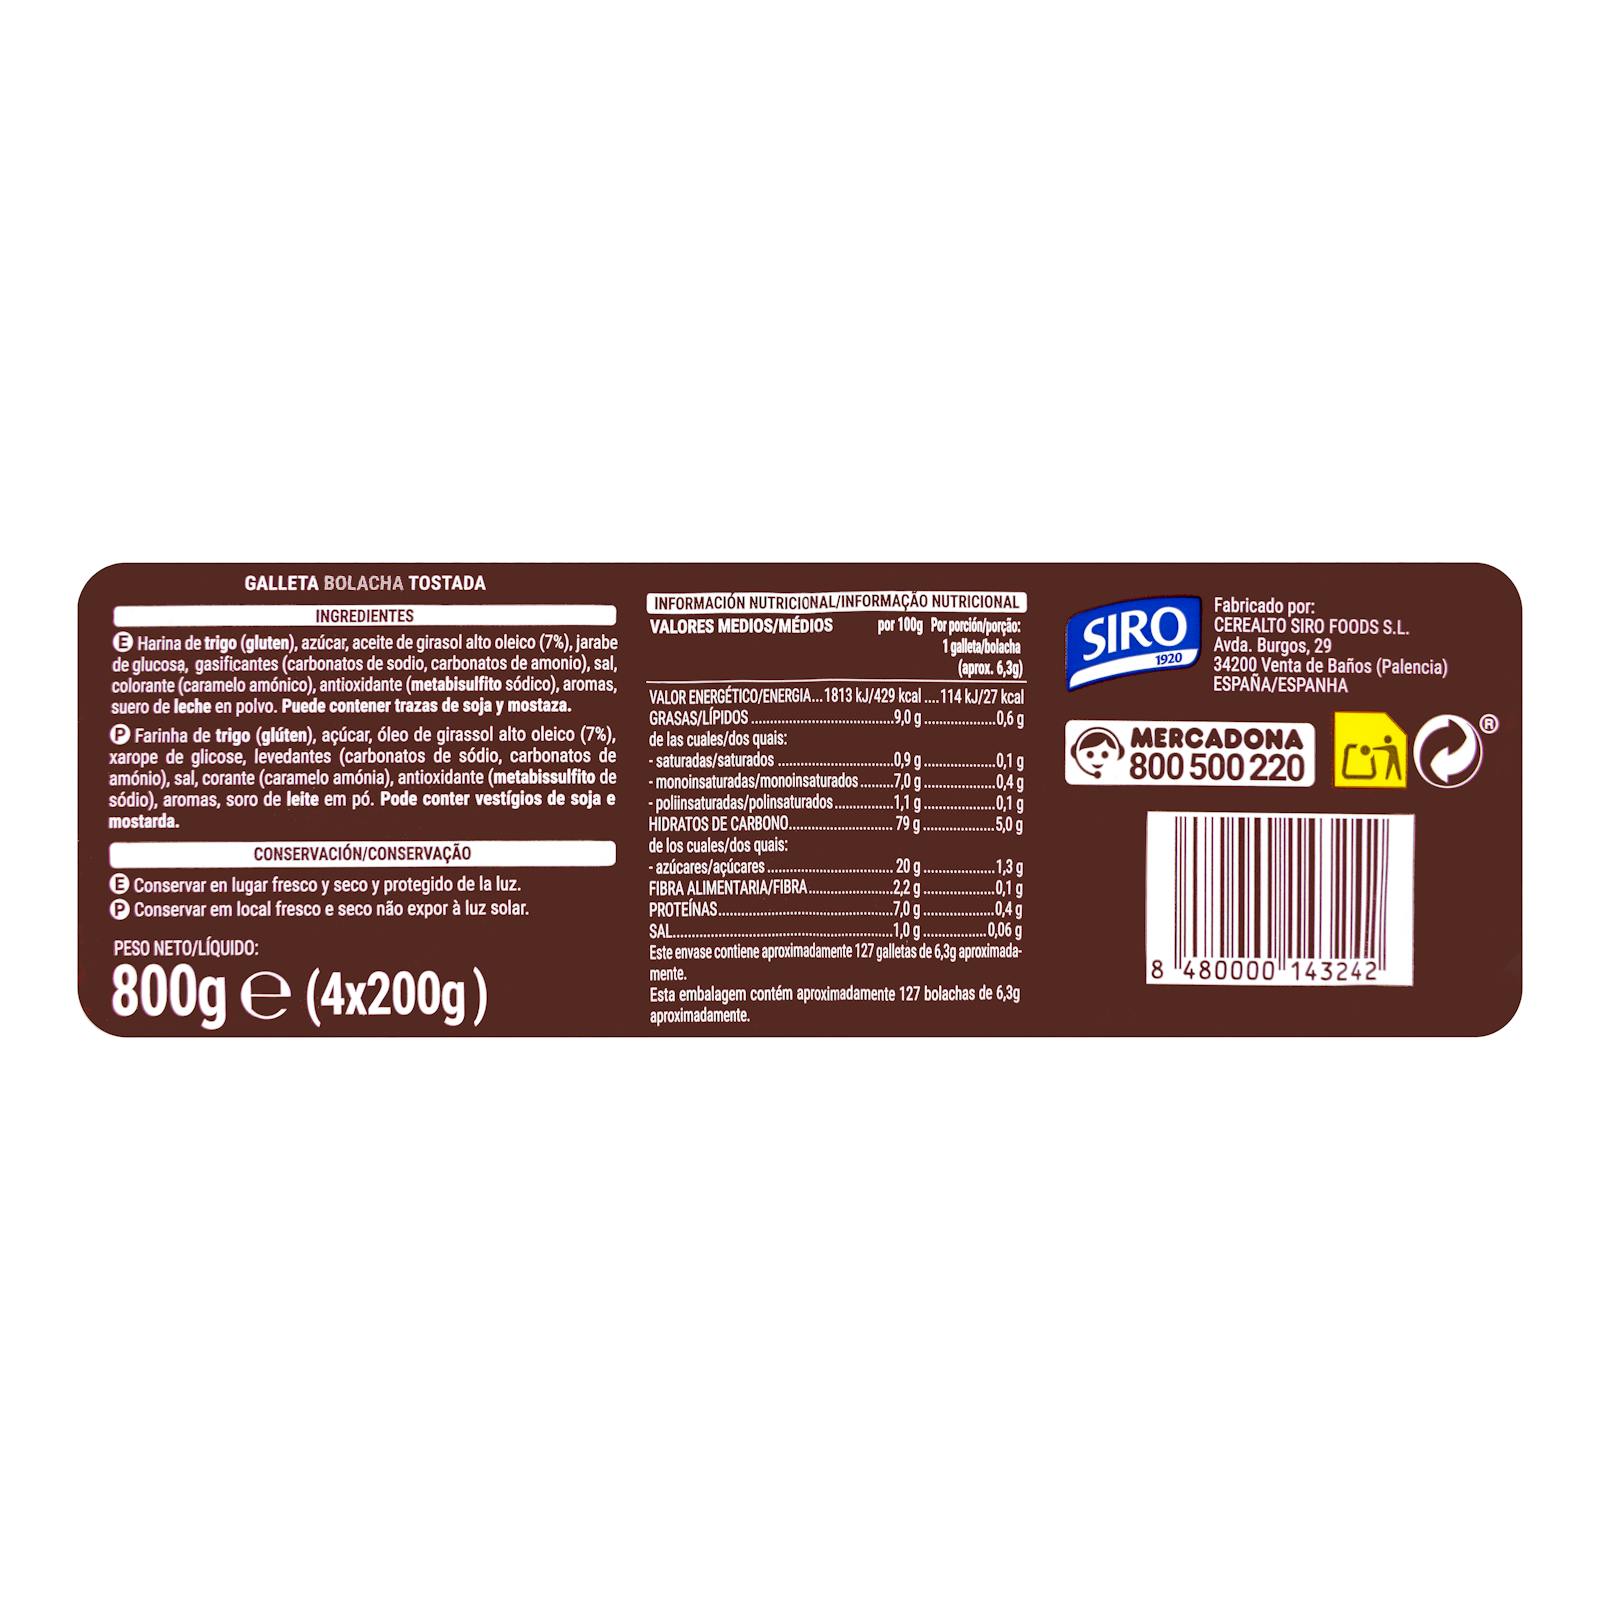 GALLETA BOLACHA TOSTADA
INGREDIENTES
E Harina de trigo (gluten), azúcar, aceite de girasol alto oleico (7%), jarabe
de glucosa, gasificantes (carbonatos de sodio, carbonatos de amonio), sal,
colorante (caramelo amónico), antioxidante (metabisulfito sódico), aromas,
suero de leche en polvo. Puede contener trazas de soja y mostaza.
P Farinha de trigo (glúten), açúcar, óleo de girassol alto oleico (7%),
xarope de glicose, levedantes (carbonatos de sódio, carbonatos de
amónio), sal, corante (caramelo amónia), antioxidante (metabissulfito de
sódio), aromas, soro de leite em pó. Pode conter vestígios de soja e
mostarda.
CONSERVACIÓN/CONSERVAÇÃO
E Conservar en lugar fresco y seco y protegido de la luz.
P Conservar em local fresco e seco não expor à luz solar.
PESO NETO/LÍQUIDO:
800g ℮ (4x200g)
INFORMACIÓN NUTRICIONAL/INFORMAÇÃO NUTRICIONAL
VALORES MEDIOS/MÉDIOS por 100g Por porción/porção:
1 galleta/bolacha
(aprox. 6,3g)
VALOR ENERGÉTICO/ENERGIA...1813 kJ/429 kcal ....114 kJ/27 kcal
GRASAS/LÍPIDOS ..............................9,0 g ...............0,6 g
de las cuales/dos quais:
- saturadas/saturados .........................0,9 g ...............0,1 g
- monoinsaturadas/monoinsaturados........7,0 g ...............0,4 g
- poliinsaturadas/polinsaturados.............1,1 g ...............0,1 g
HIDRATOS DE CARBONO...................... 79 g ...............5,0 g
de los cuales/dos quais:
- azúcares/açúcares ........................... 20 g ...............1,3 g
FIBRA ALIMENTARIA/FIBRA..................2,2 g ...............0,1 g
PROTEÍNAS.....................................7,0 g ...............0,4 g
SAL..............................................1,0 g ..............0,06 g
Este envase contiene aproximadamente 127 galletas de 6,3g aproximada-
mente.
Esta embalagem contém aproximadamente 127 bolachas de 6,3g
aproximadamente.
SIRO
1920
Fabricado por:
CEREALTO SIRO FOODS S.L.
Avda. Burgos, 29
34200 Venta de Baños (Palencia)
ESPAÑA/ESPANHA
MERCADONA
800 500 220
®
8 480000 143242